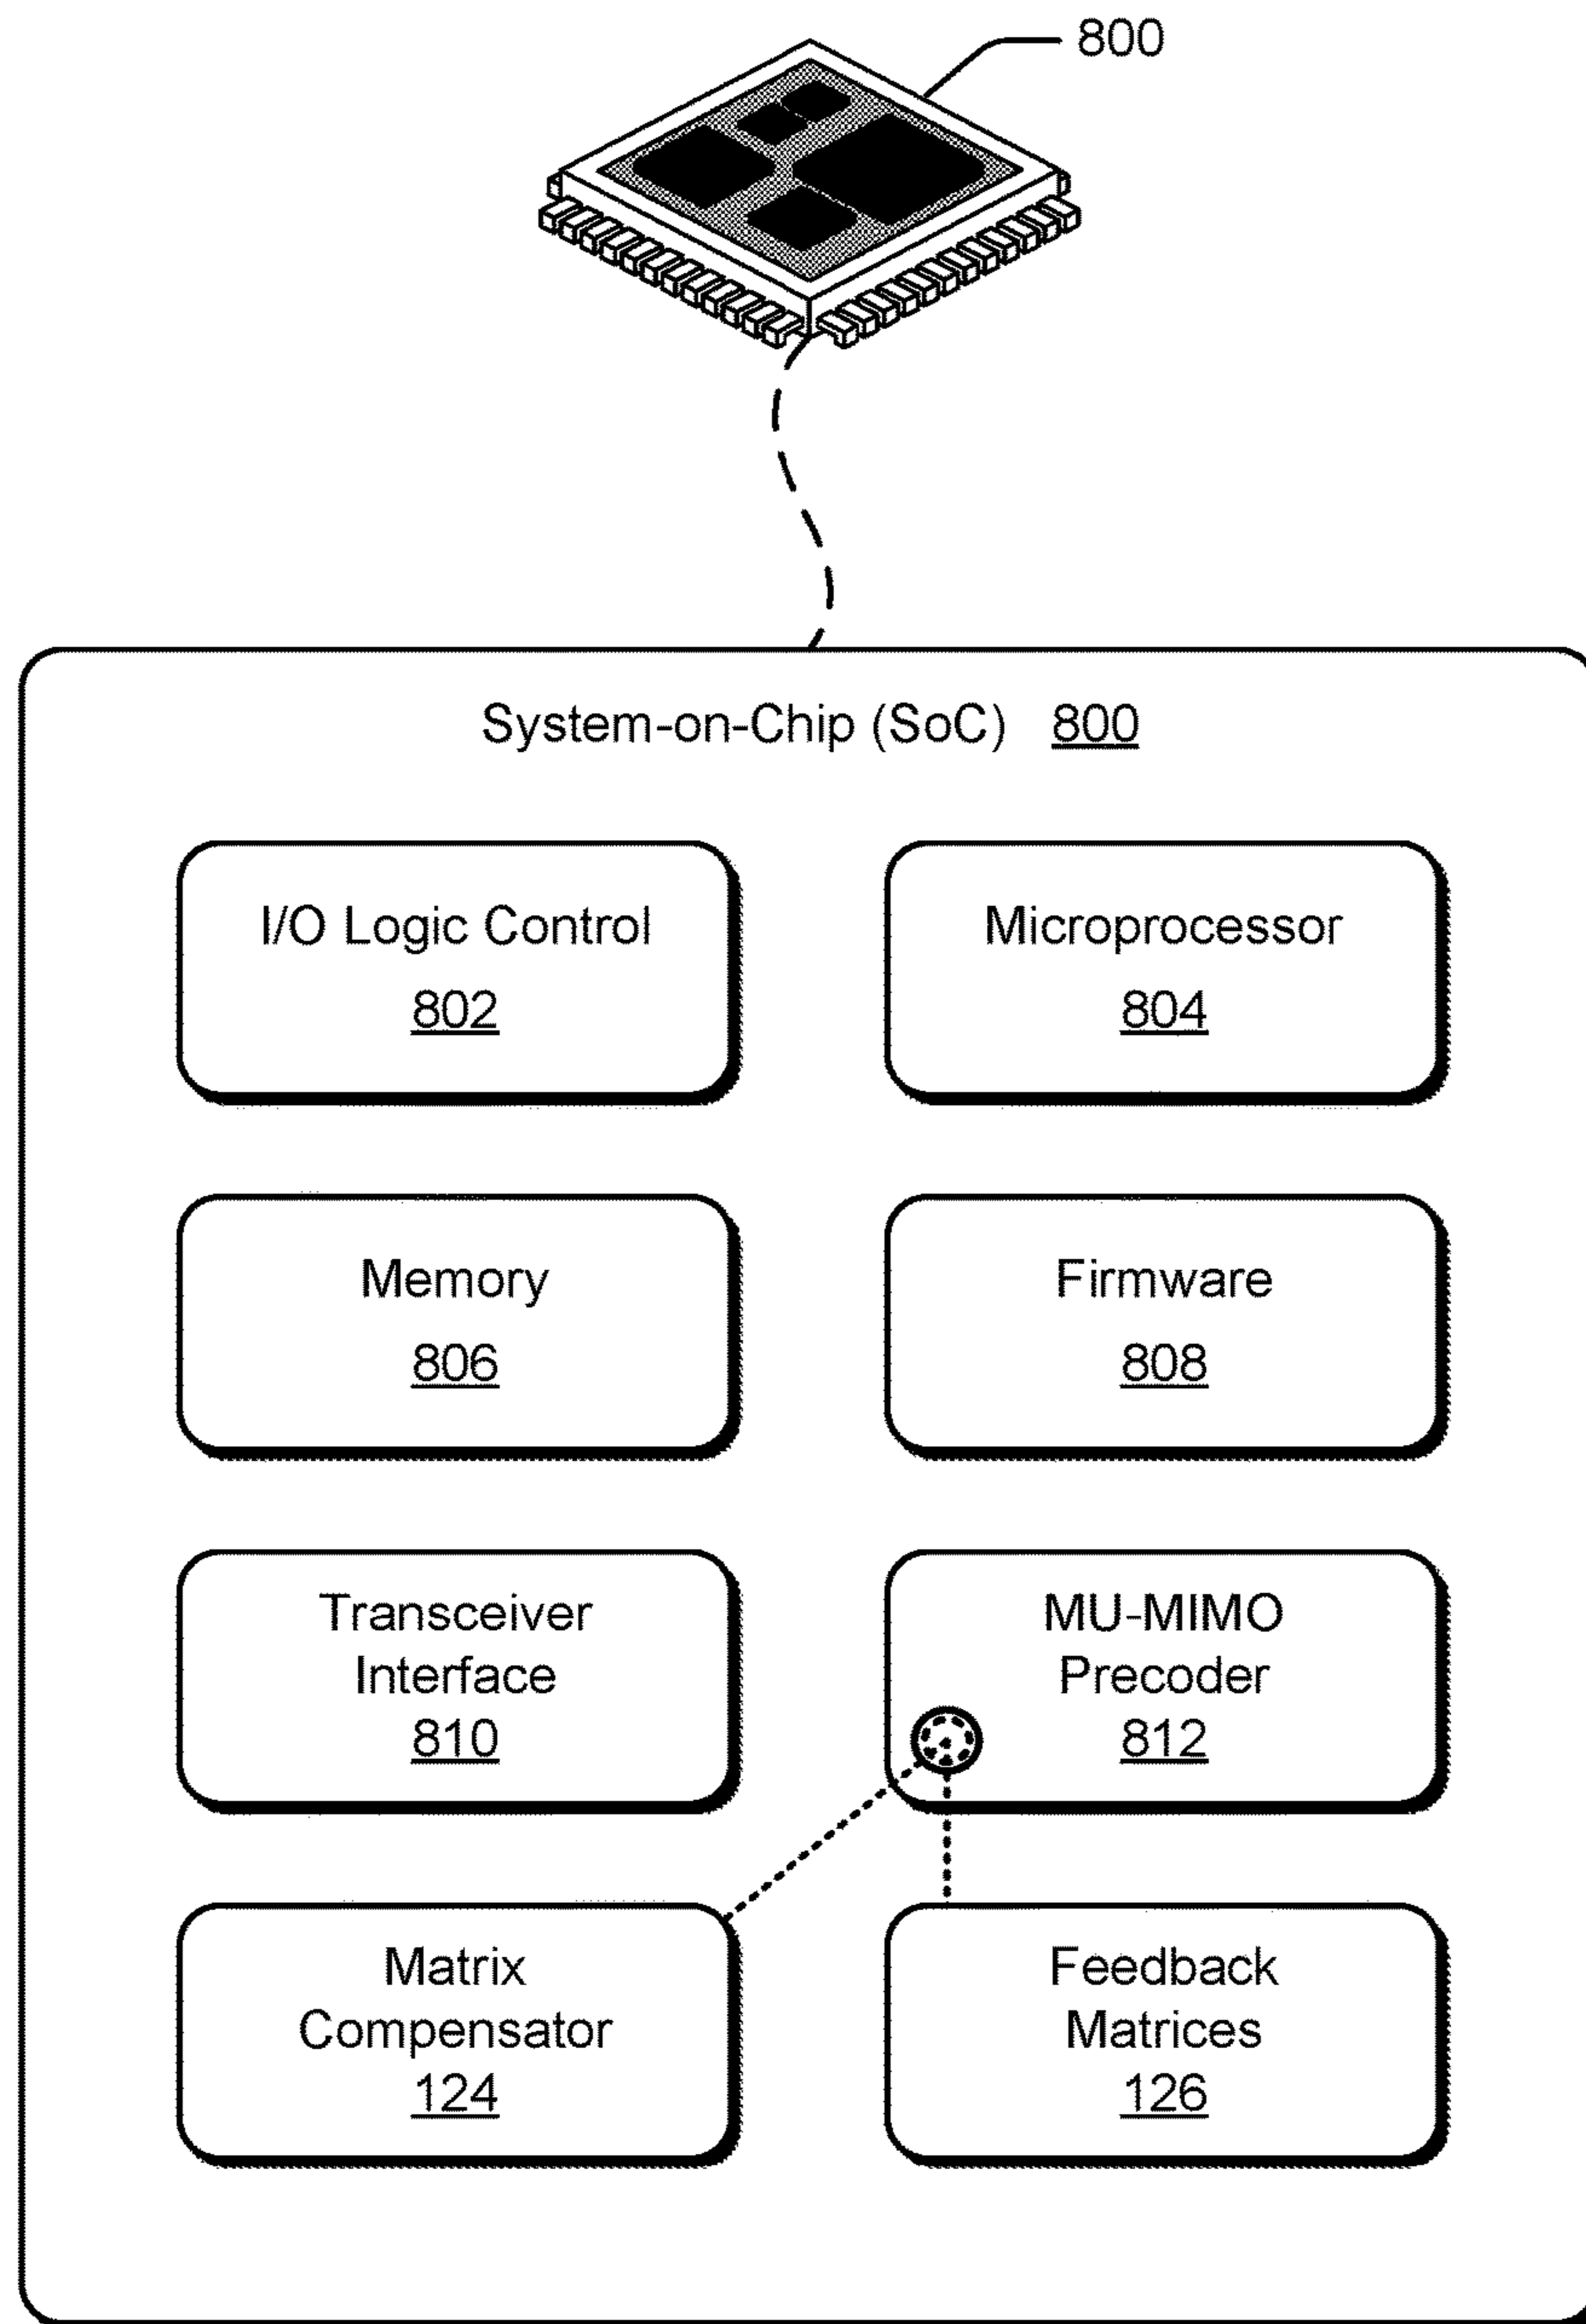 800
System-on-Chip (SoC) 800
I/O Logic Control
802
Microprocessor
804
Memory
806
Firmware
808
Transceiver
Interface
810
MU-MIMO
Precoder
812
Matrix
Compensator
124
Feedback
Matrices
126